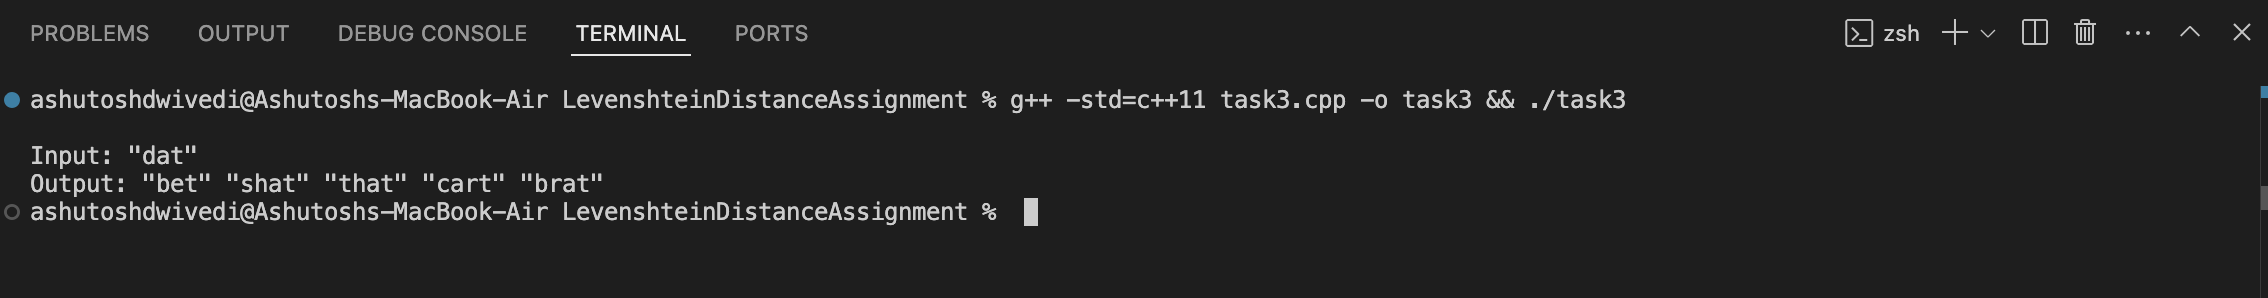 PROBLEMS OUTPUT DEBUG CONSOLE TERMINAL PORTS zsh
ashutoshdwivedi@Ashutoshs-MacBook-Air LevenshteinDistanceAssignment % g++ -std=c++11 task3.cpp -o task3 && ./task3
Input: "dat"
Output: "bet" "shat" "that" "cart" "brat"
ashutoshdwivedi@Ashutoshs-MacBook-Air LevenshteinDistanceAssignment %